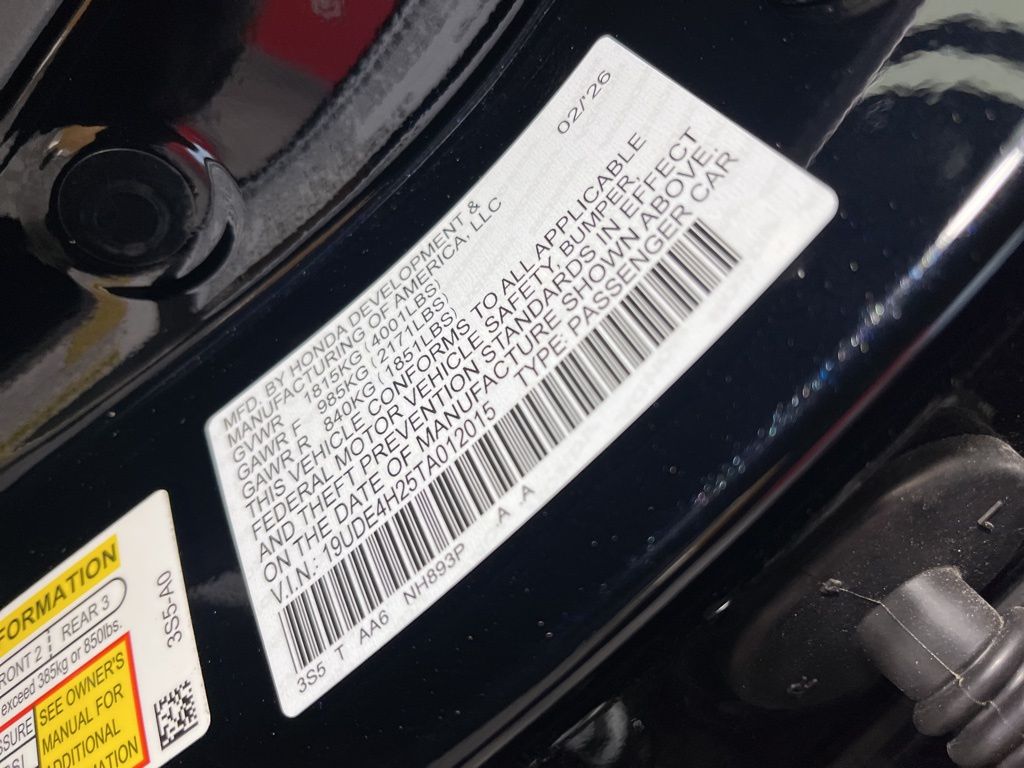 MFD. BY HONDA DEVELOPMENT &
MANUFACTURING OF AMERICA, LLC 02/'26
GVWR 1815KG(4001LBS)
GAWR F 985KG(2171LBS)
GAWR R 840KG(1851LBS)
THIS VEHICLE CONFORMS TO ALL APPLICABLE
FEDERAL MOTOR VEHICLE SAFETY BUMPER,
AND THEFT PREVENTION STANDARDS IN EFFECT
ON THE DATE OF MANUFACTURE SHOWN ABOVE.
V.I.N: 19UDE4H25TA012015 TYPE: PASSENGER CAR
3S5 T AA6 NH893P A A
FORMATION
FRONT 2 REAR 3
exceed 385kg or 850lbs.
SEE OWNER'S
MANUAL FOR
ADDITIONAL
3S5-A0